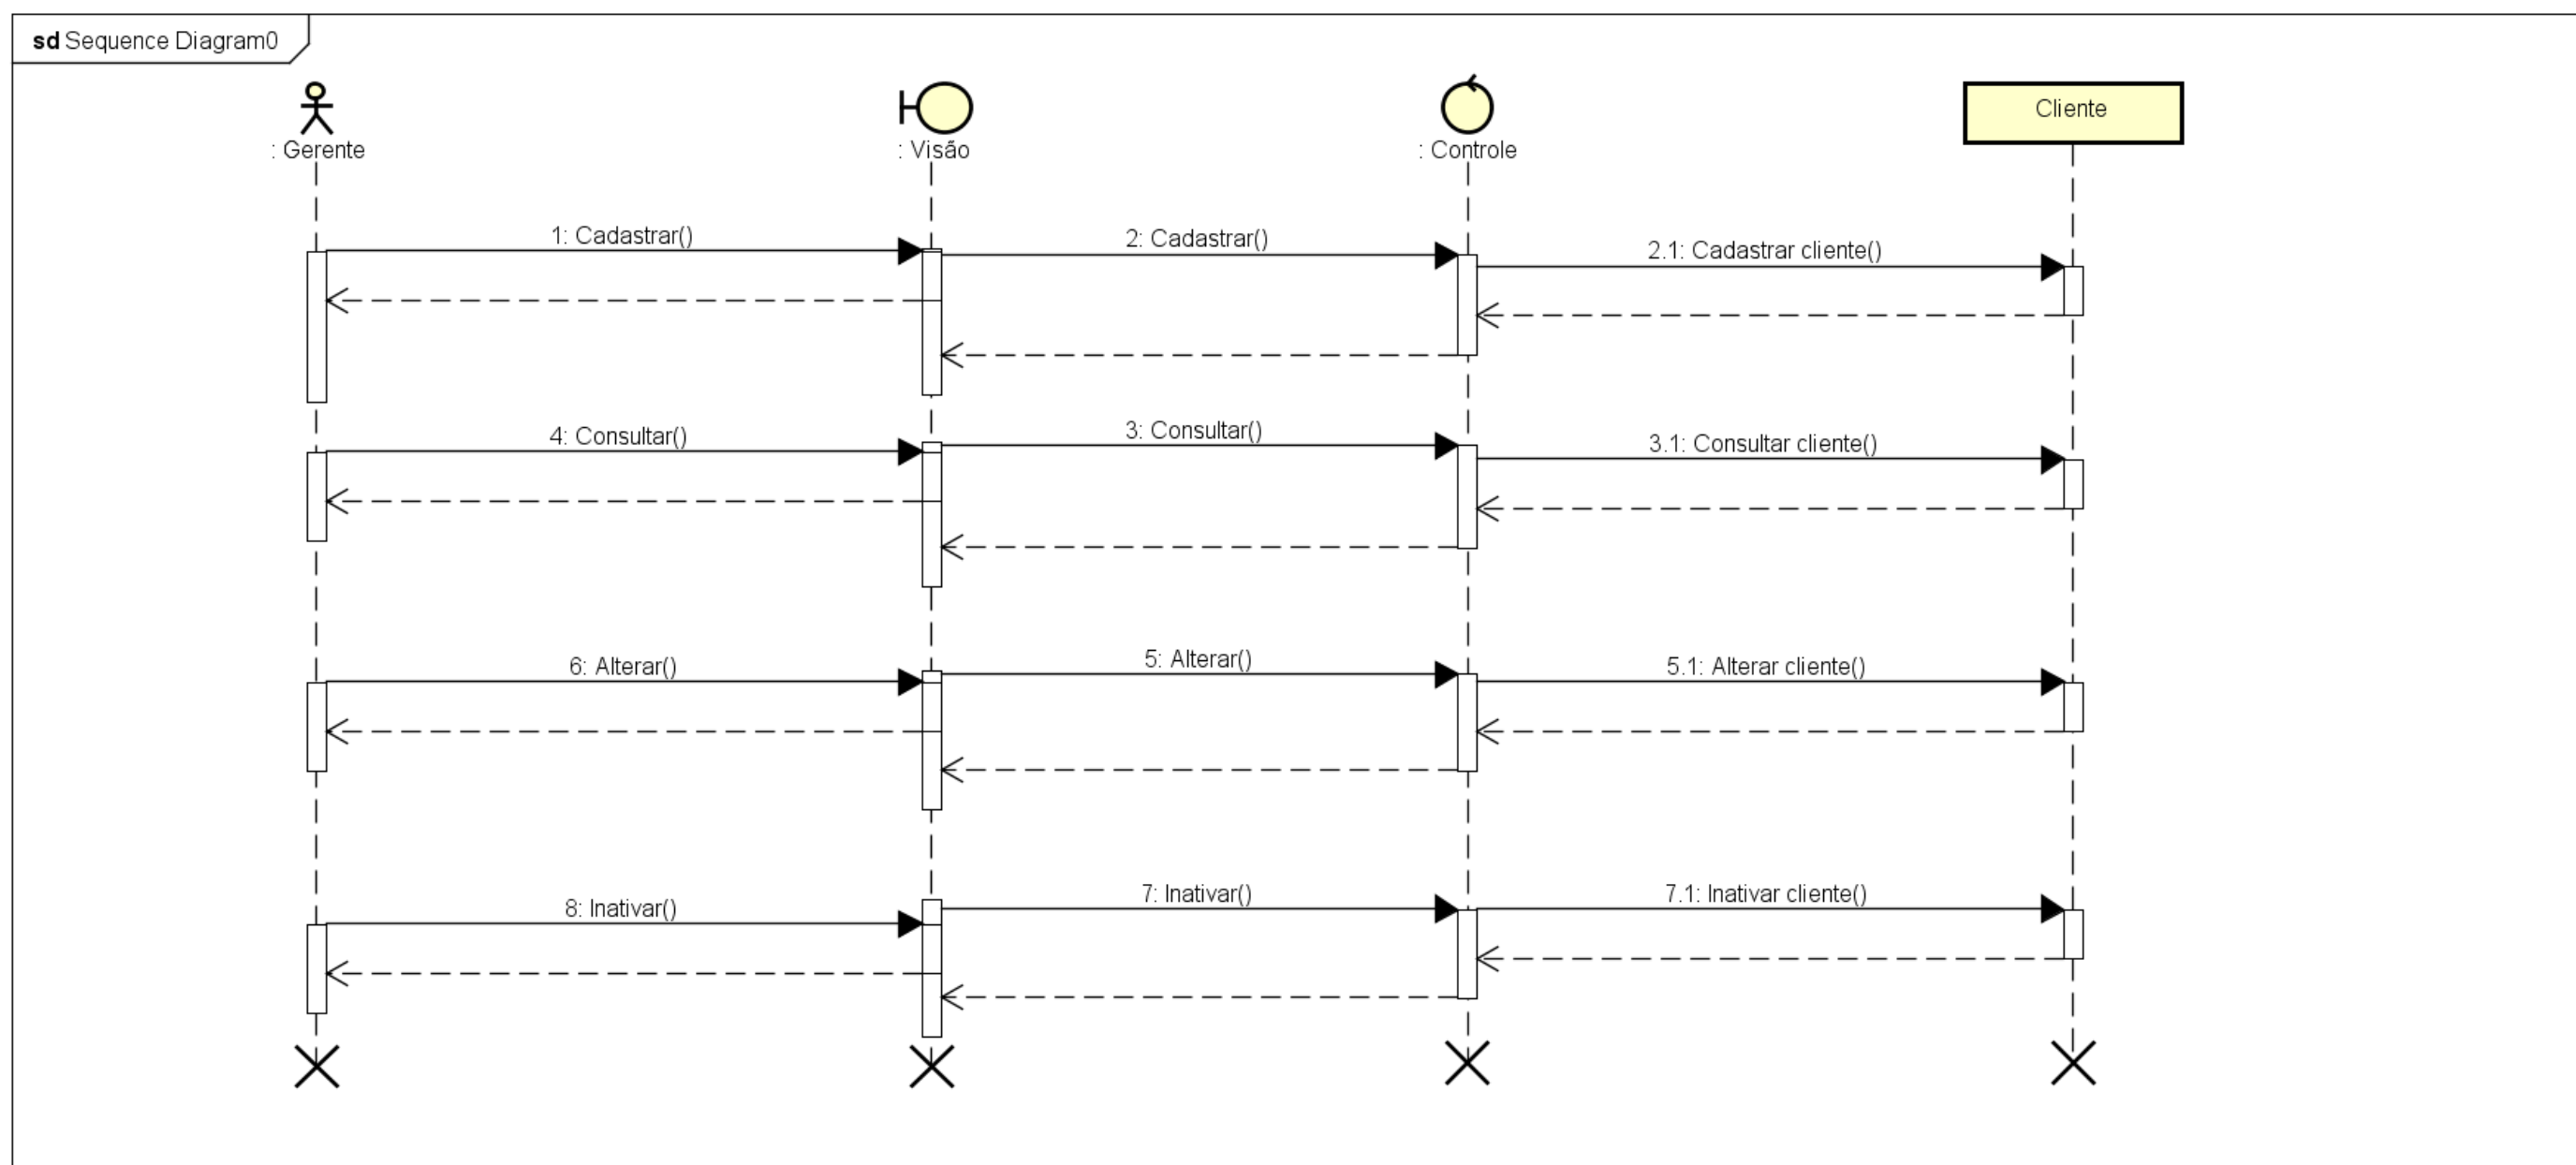 sd Sequence Diagram0
: Gerente
: Visão
: Controle
Cliente
1: Cadastrar()
2: Cadastrar()
2.1: Cadastrar cliente()
4: Consultar()
3: Consultar()
3.1: Consultar cliente()
6: Alterar()
5: Alterar()
5.1: Alterar cliente()
8: Inativar()
7: Inativar()
7.1: Inativar cliente()